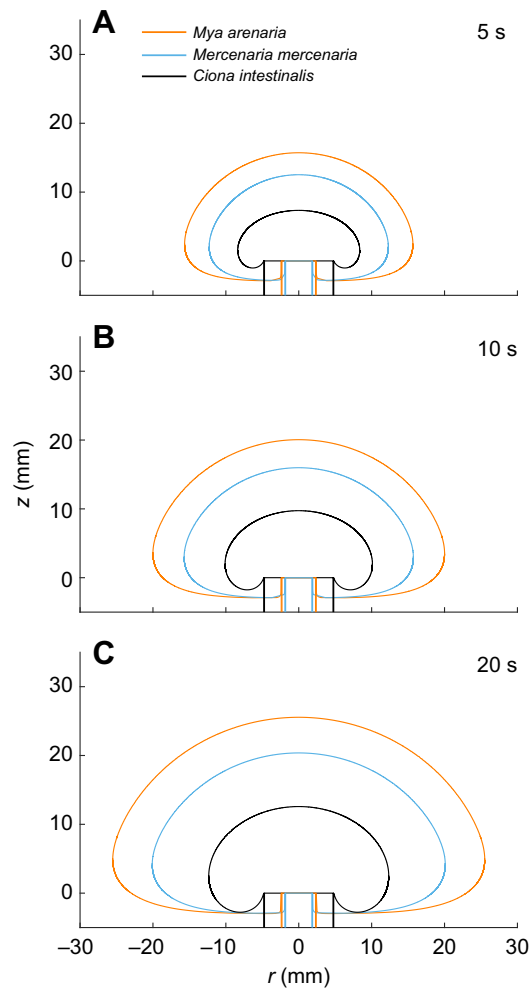 A
5 s
Mya arenaria
Mercenaria mercenaria
Ciona intestinalis
30
20
10
0
B
10 s
30
20
10
0
z (mm)
C
20 s
30
20
10
0
–30 –20 –10 0 10 20 30
r (mm)